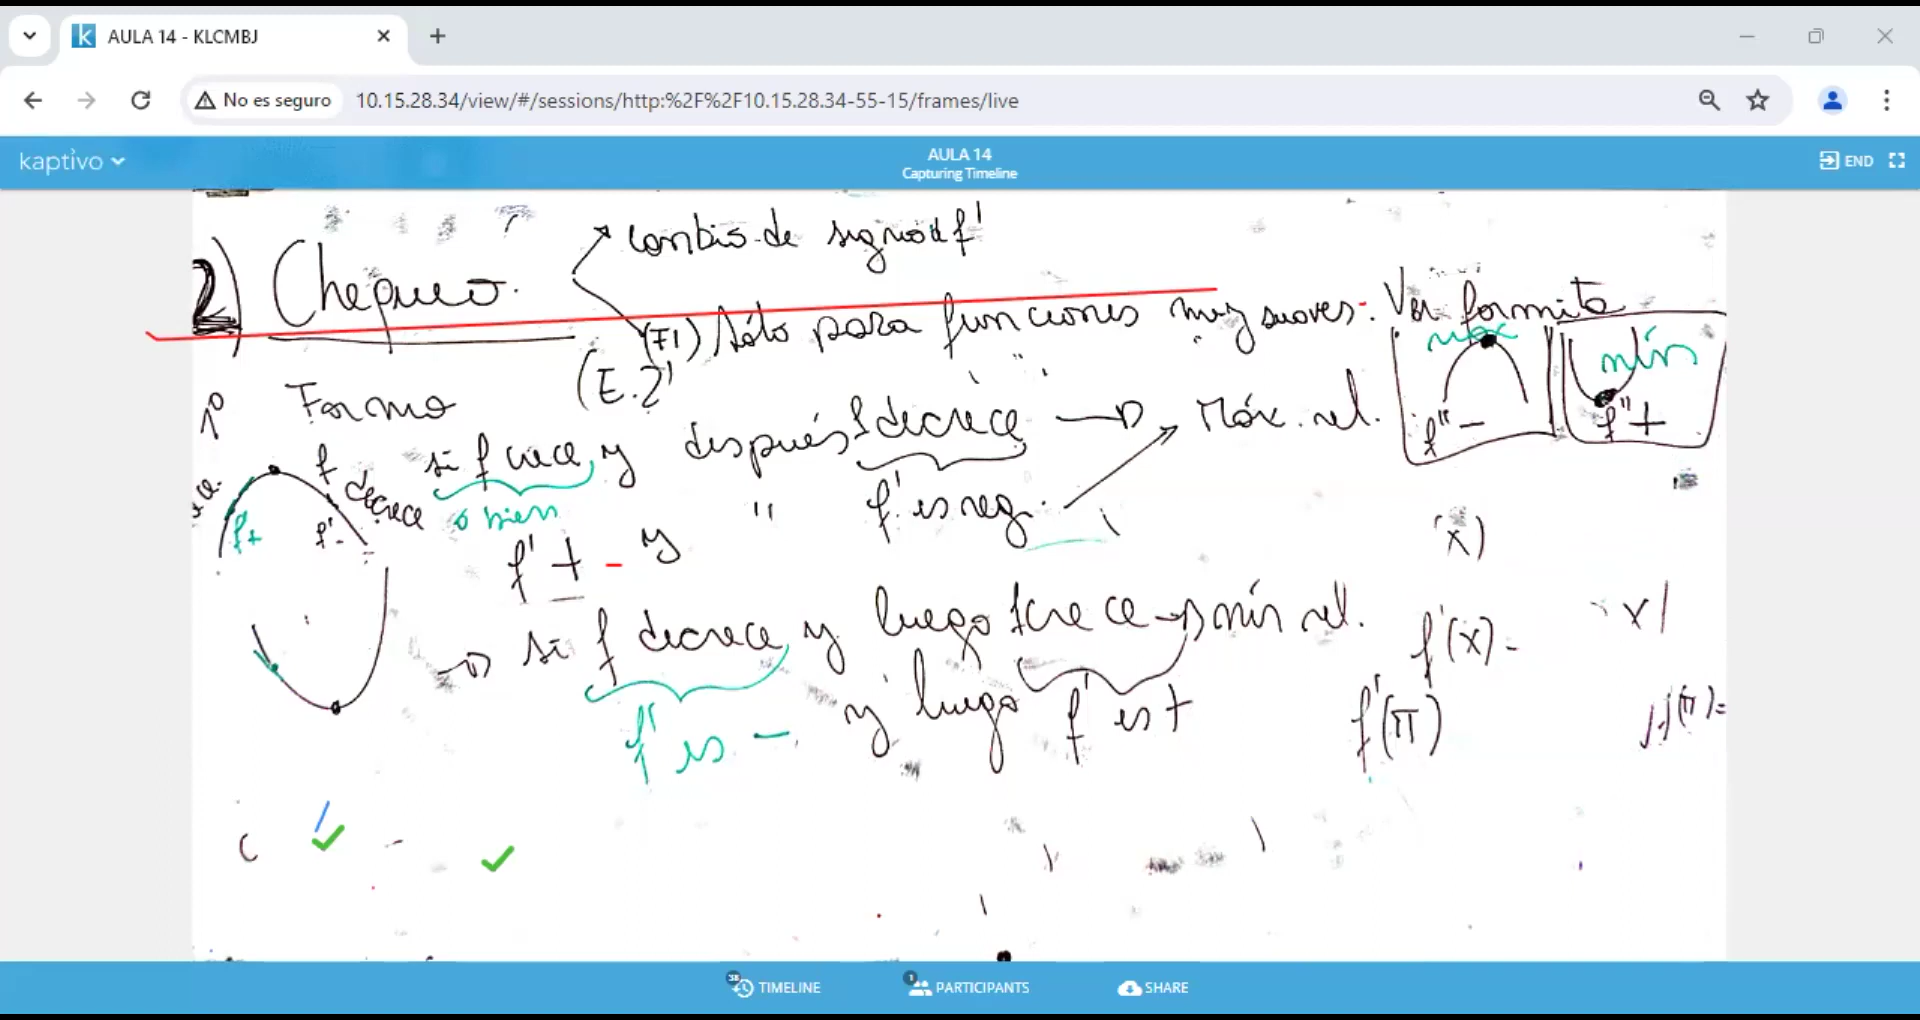 AULA 14 - KLCMBJ
No es seguro
10.15.28.34/view/#/sessions/http:%2F%2F10.15.28.34-55-15/frames/live
kaptivo
AULA 14
Capturing Timeline
END
2) Chequeo.
cambio de signo de f'
Sólo para funciones muy suaves. Ver formita
(E.2'
máx
mín
f'' -
f'' +
1º Forma
si f crece, y después f decrece → Máx. rel.
f decrece
f' +
f' -
o bien
f' + y " f' es neg.
→ si f decrece, y luego f crece → mín rel.
f' es -, y luego f' es +
x)
f'(x) =
x)
f'(π)
f(π) =
38
TIMELINE
1
PARTICIPANTS
SHARE